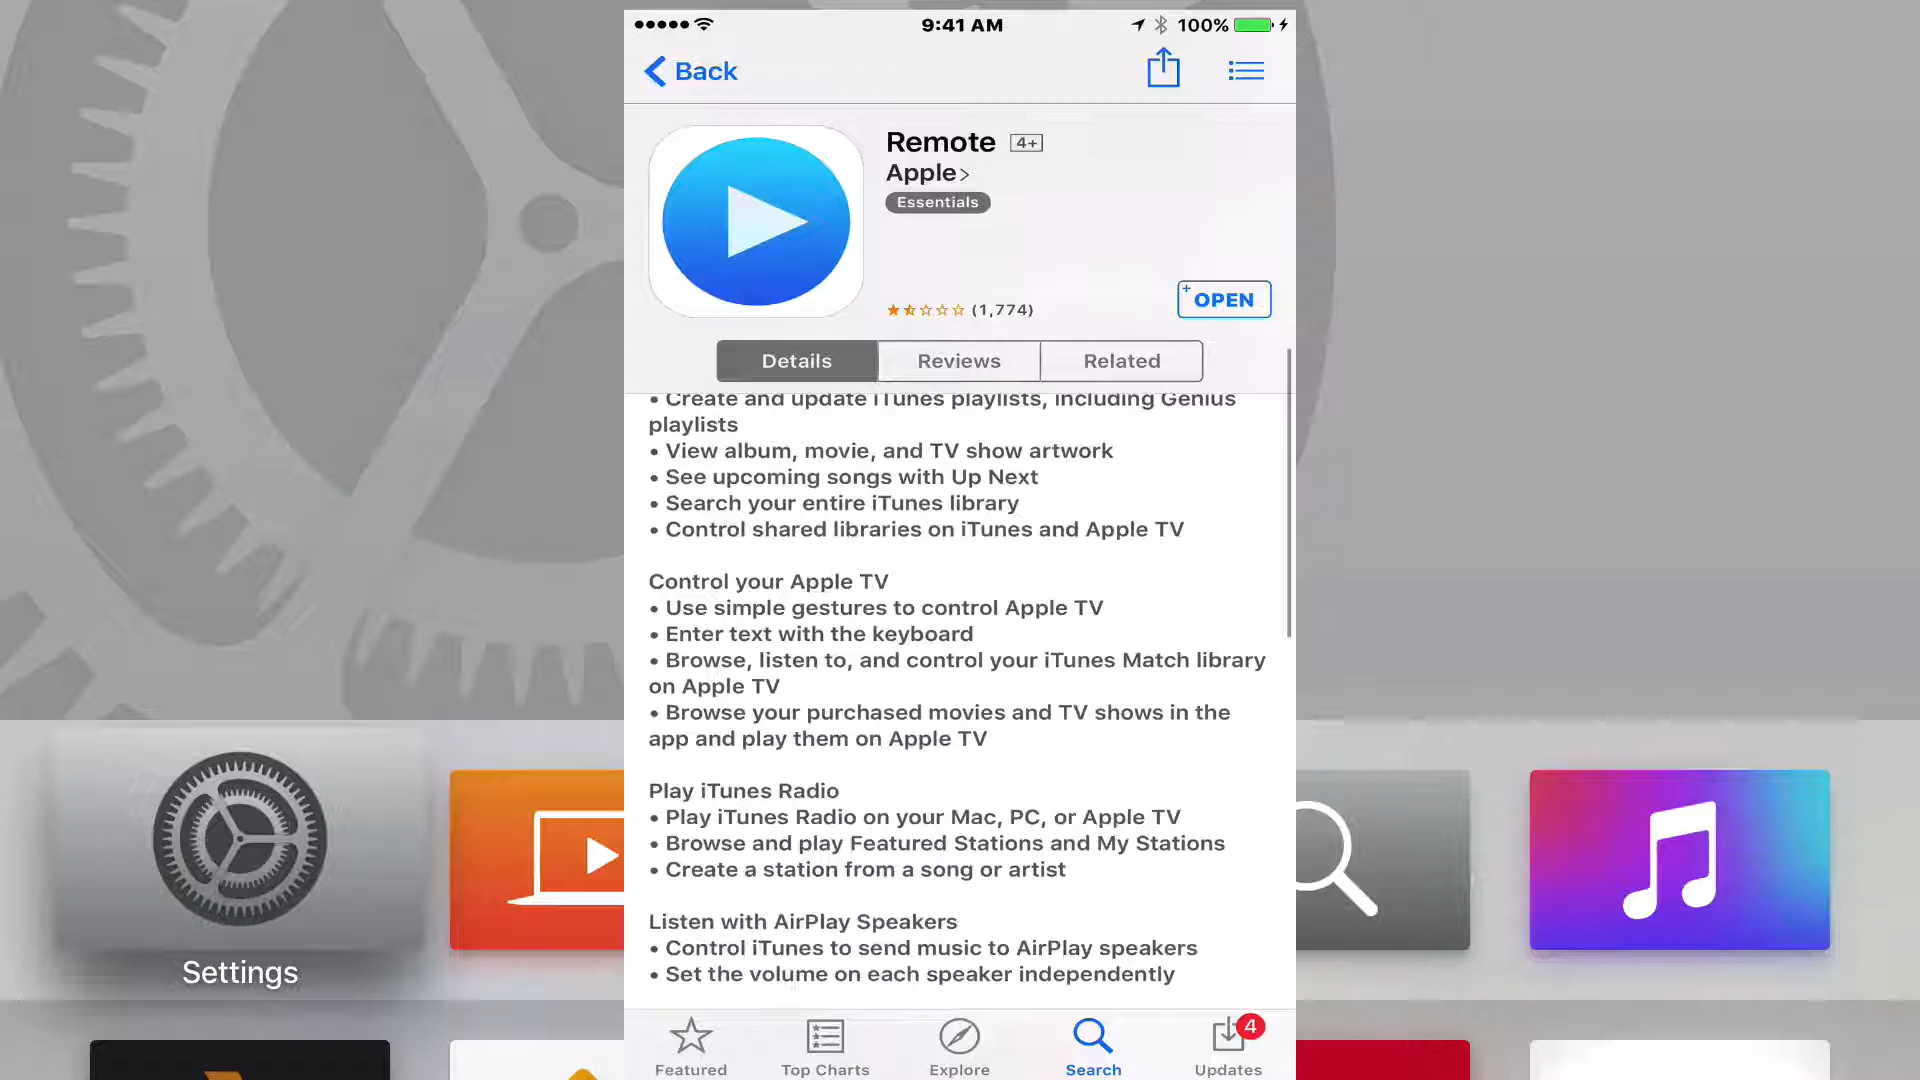 9:41 AM
100%
Back
Remote 4+
Apple>
Essentials
(1,774)
+ OPEN
Details
Reviews
Related
• Create and update iTunes playlists, including Genius
playlists
• View album, movie, and TV show artwork
• See upcoming songs with Up Next
• Search your entire iTunes library
• Control shared libraries on iTunes and Apple TV
Control your Apple TV
• Use simple gestures to control Apple TV
• Enter text with the keyboard
• Browse, listen to, and control your iTunes Match library
on Apple TV
• Browse your purchased movies and TV shows in the
app and play them on Apple TV
Play iTunes Radio
• Play iTunes Radio on your Mac, PC, or Apple TV
• Browse and play Featured Stations and My Stations
• Create a station from a song or artist
Listen with AirPlay Speakers
• Control iTunes to send music to AirPlay speakers
• Set the volume on each speaker independently
Settings
4
Featured
Top Charts
Explore
Search
Updates